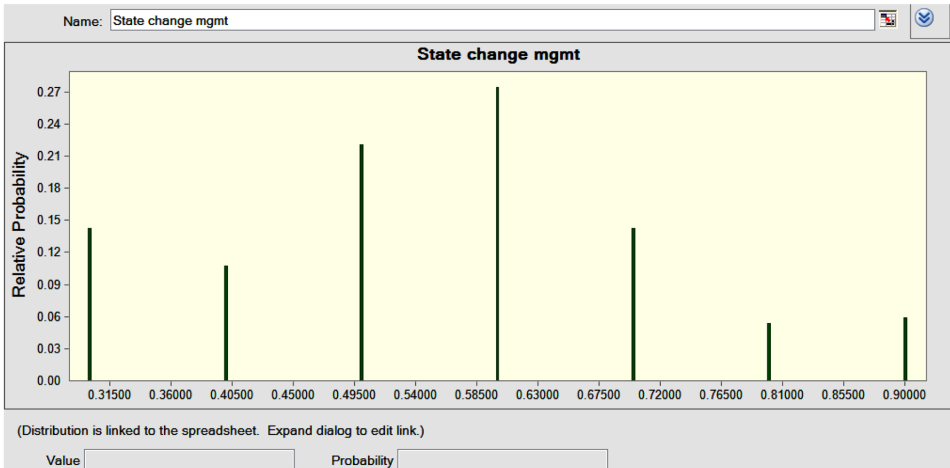 Name: State change mgmt
State change mgmt
Relative Probability
0.27
0.24
0.21
0.18
0.15
0.12
0.09
0.06
0.03
0.00
0.31500 0.36000 0.40500 0.45000 0.49500 0.54000 0.58500 0.63000 0.67500 0.72000 0.76500 0.81000 0.85500 0.90000
(Distribution is linked to the spreadsheet. Expand dialog to edit link.)
Value Probability